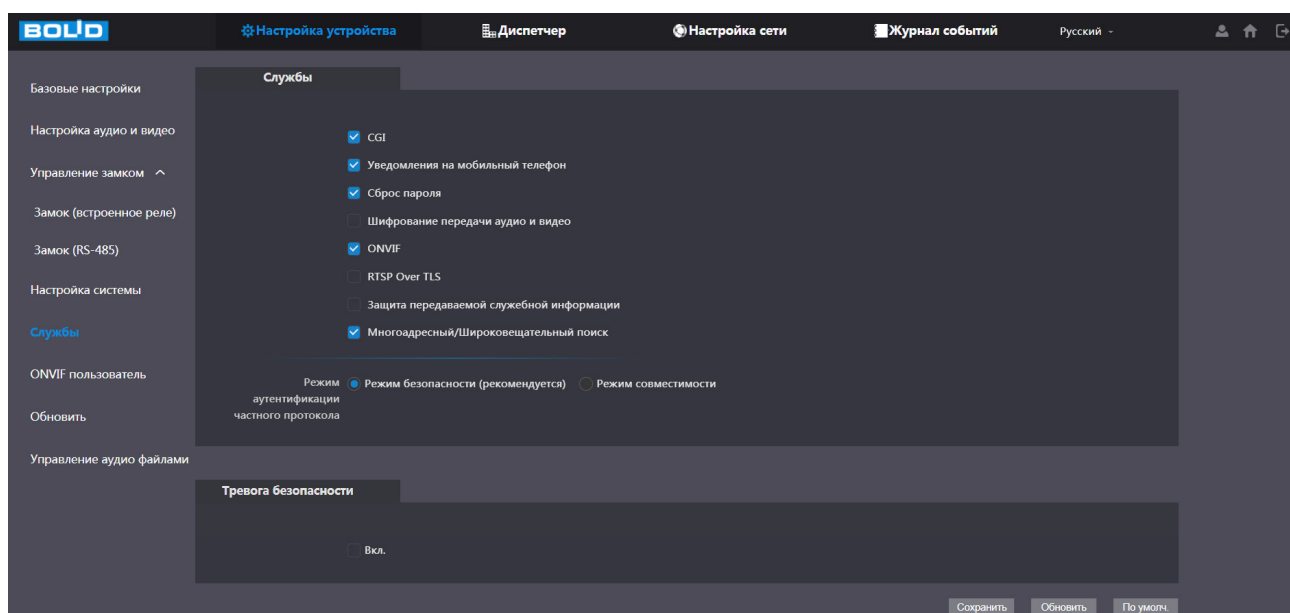 BOLID
Настройка устройства
Диспетчер
Настройка сети
Журнал событий
Русский
Базовые настройки
Настройка аудио и видео
Управление замком
Замок (встроенное реле)
Замок (RS-485)
Настройка системы
Службы
ONVIF пользователь
Обновить
Управление аудио файлами
Службы
CGI
Уведомления на мобильный телефон
Сброс пароля
Шифрование передачи аудио и видео
ONVIF
RTSP Over TLS
Защита передаваемой служебной информации
Многоадресный/Широковещательный поиск
Режим
аутентификации
частного протокола
Режим безопасности (рекомендуется)
Режим совместимости
Тревога безопасности
Вкл.
Сохранить
Обновить
По умолч.